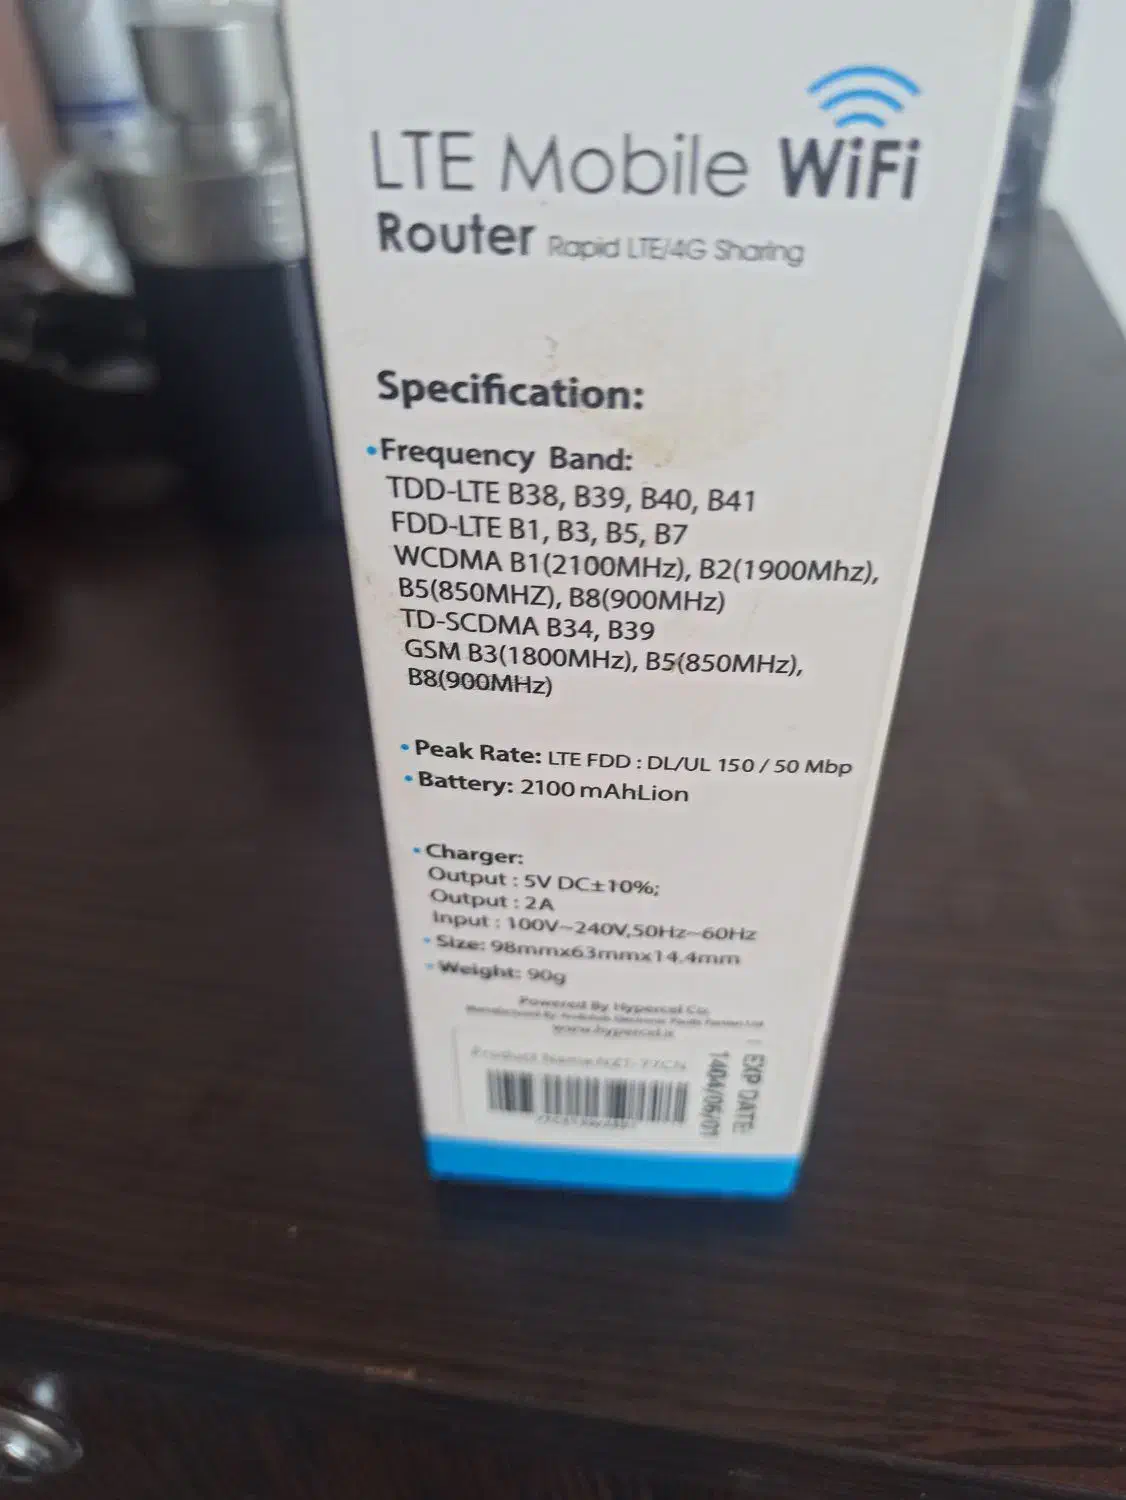 LTE Mobile WiFi
Router Rapid LTE/4G Sharing
Specification:
•Frequency Band:
TDD-LTE B38, B39, B40, B41
FDD-LTE B1, B3, B5, B7
WCDMA B1(2100MHz), B2(1900Mhz),
B5(850MHZ), B8(900MHz)
TD-SCDMA B34, B39
GSM B3(1800MHz), B5(850MHz),
B8(900MHz)
• Peak Rate: LTE FDD : DL/UL 150 / 50 Mbp
• Battery: 2100 mAhLion
• Charger:
Output : 5V DC±10%;
Output : 2A
Input : 100V~240V,50Hz~60Hz
• Size: 98mmx63mmx14.4mm
• Weight: 90g
Powered By Hypercel Co.
Manufactured By
Product Name:
EXP DATE:
1404/06/01